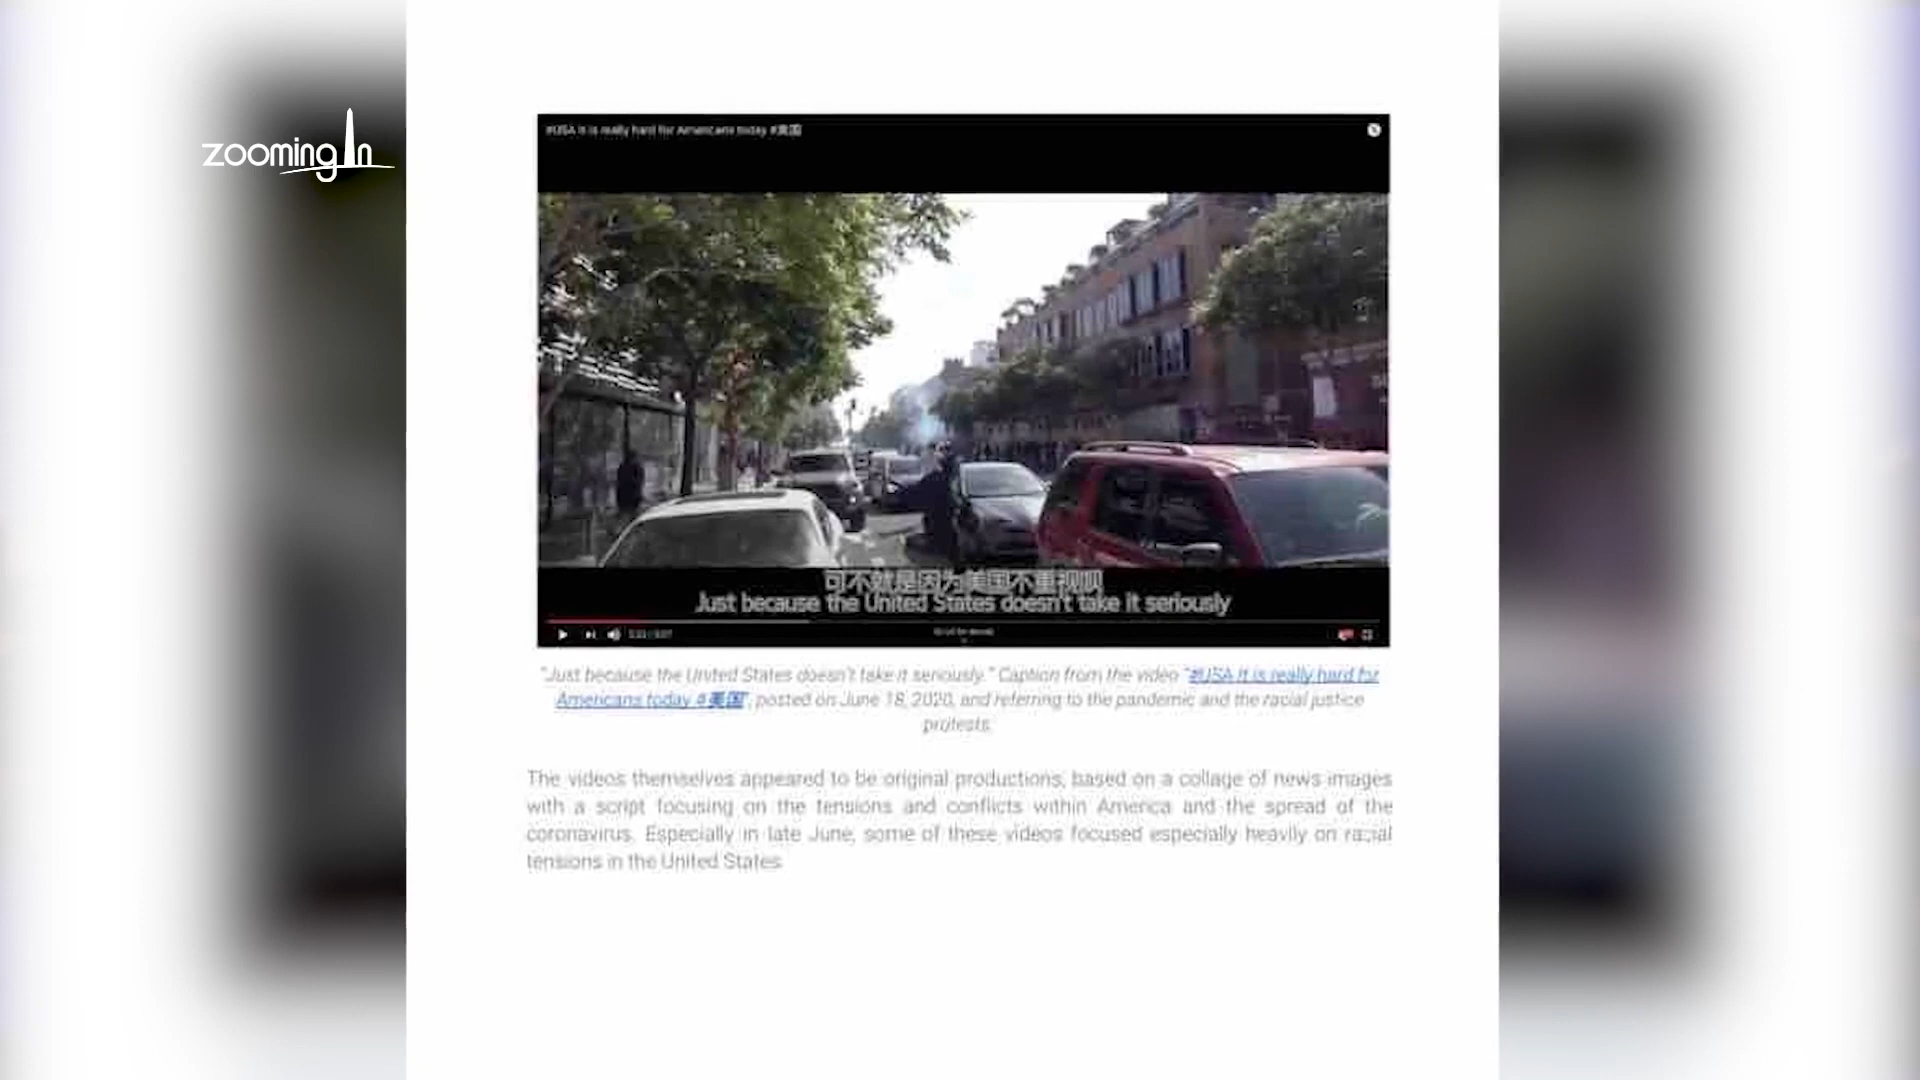 zoomingIn
#USA It is really hard for Americans today #美国
可不就是因为美国不重视呗
Just because the United States doesn't take it seriously
"Just because the United States doesn't take it seriously." Caption from the video "#USA It is really hard for
Americans today #美国", posted on June 18, 2020, and referring to the pandemic and the racial justice
protests.
The videos themselves appeared to be original productions, based on a collage of news images
with a script focusing on the tensions and conflicts within America and the spread of the
coronavirus. Especially in late June, some of these videos focused especially heavily on racial
tensions in the United States.